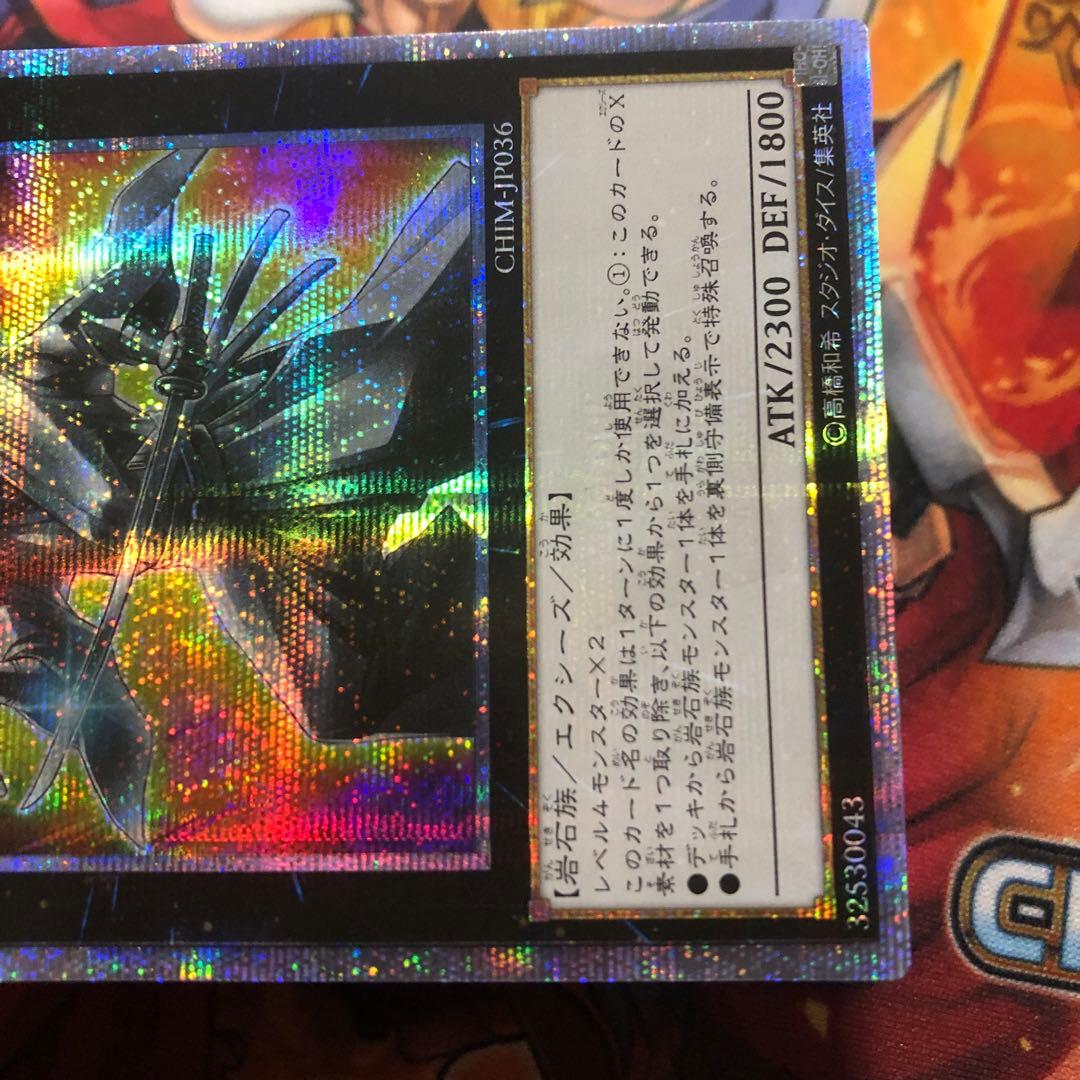 CHIM-JP036
【岩石族／エクシーズ／効果】
レベル４モンスター×２
このカード名の効果は１ターンに１度しか使用できない。①：このカードのＸ
素材を１つ取り除き、以下の効果から１つを選択して発動できる。
●デッキから岩石族モンスター１体を手札に加える。
●手札から岩石族モンスター１体を裏側守備表示で特殊召喚する。
ATK/2300 DEF/1800
32530043
©高橋和希 スタジオ・ダイス/集英社